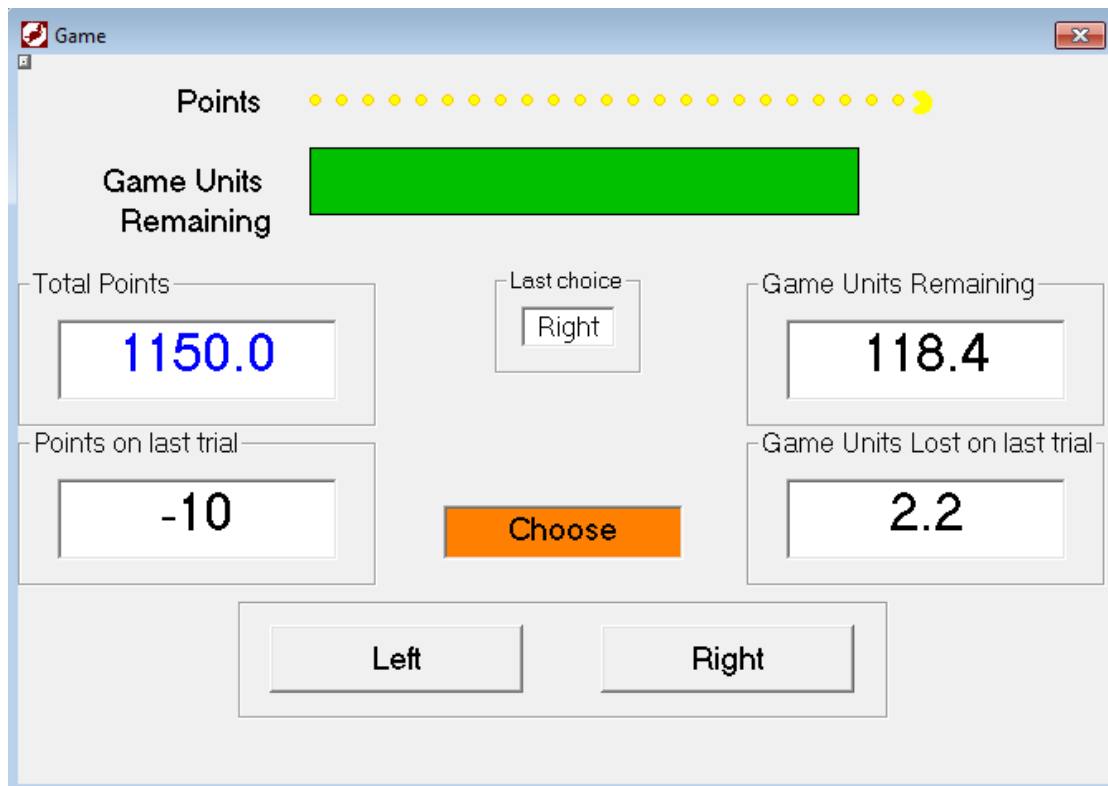 Game
Points
Game Units
Remaining
Total Points
1150.0
Last choice
Right
Game Units Remaining
118.4
Points on last trial
-10
Choose
Game Units Lost on last trial
2.2
Left
Right